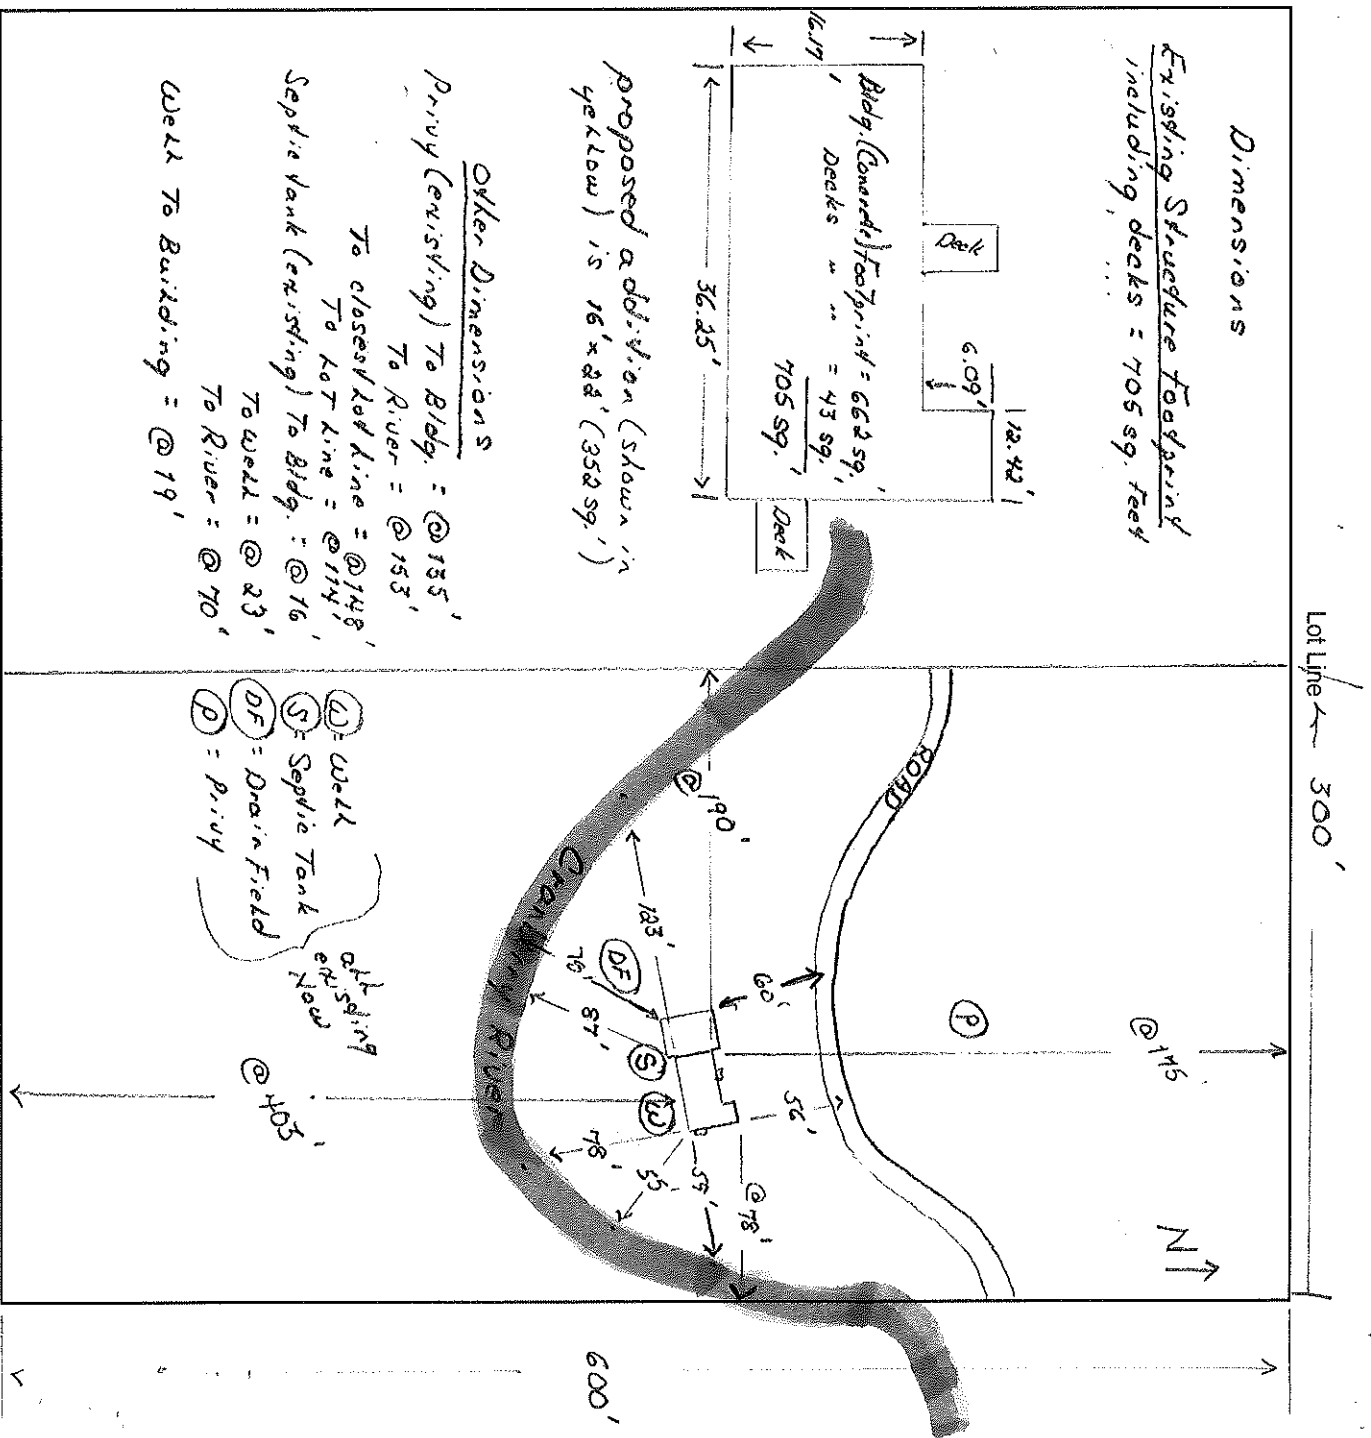 Dimensions
Existing Structure Footprint
including decks = 705 sq. feet
16.17'
Bldg. (Concrete) Footprint = 662 sq.'
Decks " " = 43 sq.'
705 sq.'
Deck
6.09'
12.42'
Deck
36.25'
proposed addition (shown in
yellow) is 16' x 22' (352 sq.')
Other Dimensions
Privy (existing) To Bldg. = @ 135'
To River = @ 153'
To closest Lot Line = @ 148'
To Lot Line = @ 114'
Septic tank (existing) To Bldg. = @ 16'
To Well = @ 23'
To River = @ 70'
Well To Building = @ 19'
Lot Line
300'
600'
ROAD
@ 190'
Cranberry River
123'
DF
78'
87'
S
W
60'
P
@ 175
56'
78'
55'
@ 78'
N
@ 403'
W = Well
S = Septic Tank
DF = Drain Field
P = Privy
all
existing
Now